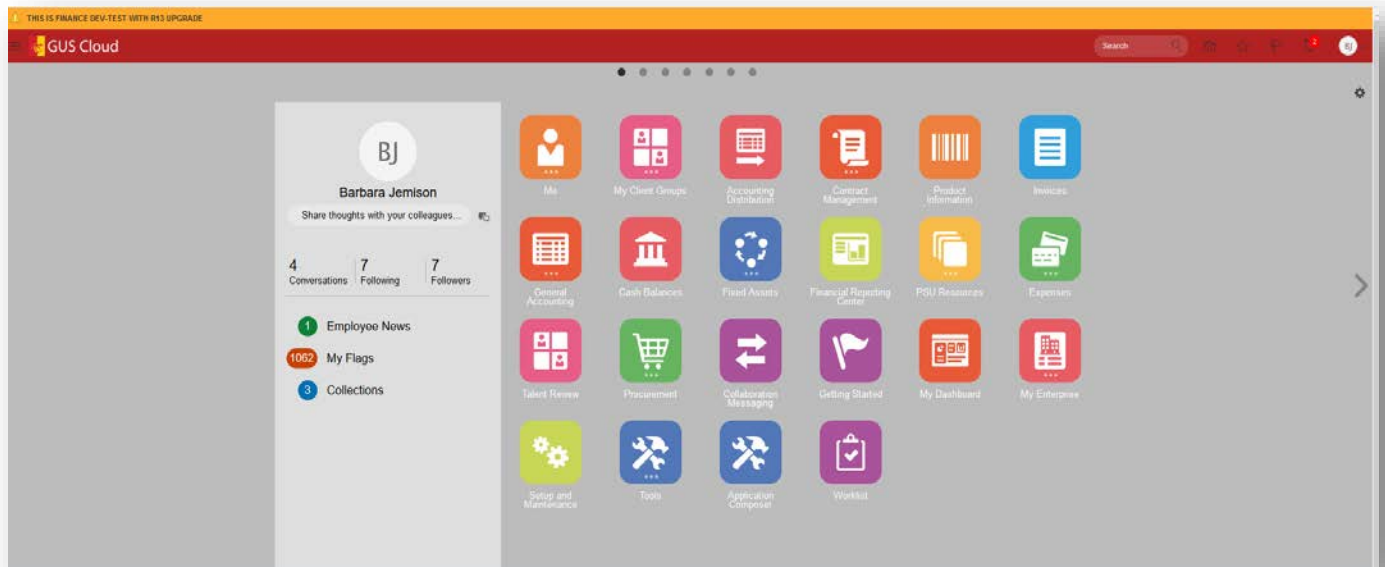 THIS IS FINANCE DEV-TEST WITH R13 UPGRADE
GUS Cloud
Search
2
BJ
BJ
Barbara Jemison
Share thoughts with your colleagues...
4
7
7
Conversations
Following
Followers
1
Employee News
1062
My Flags
3
Collections
Me
My Client Groups
Accounting
Distribution
Contract
Management
Product
Information
Invoices
General
Accounting
Cash Balances
Fixed Assets
Financial Reporting
Center
PSU Resources
Expenses
Talent Review
Procurement
Collaboration
Messaging
Getting Started
My Dashboard
My Enterprise
Setup and
Maintenance
Tools
Application
Composer
Worklist